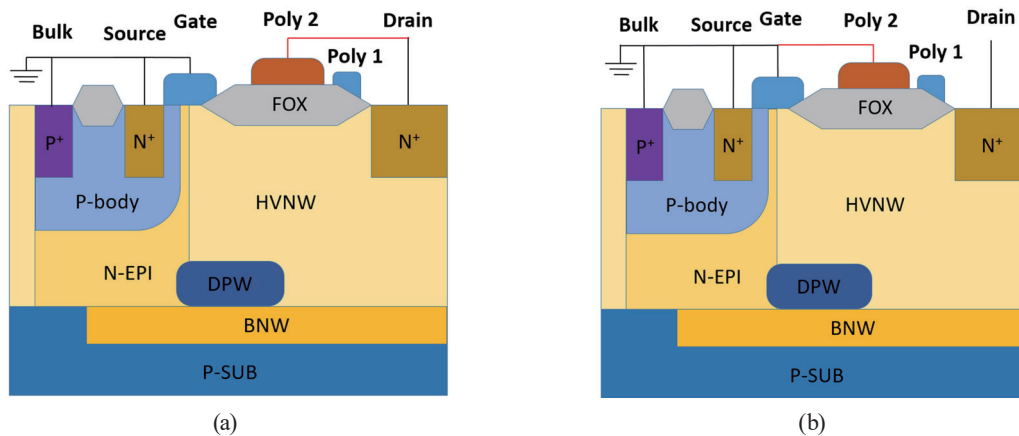 Bulk
Source
Gate
Poly 2
Drain
Poly 1
FOX
P+
N+
N+
P-body
HVNW
N-EPI
DPW
BNW
P-SUB
(a)
Bulk
Source
Gate
Poly 2
Drain
Poly 1
FOX
P+
N+
N+
P-body
HVNW
N-EPI
DPW
BNW
P-SUB
(b)